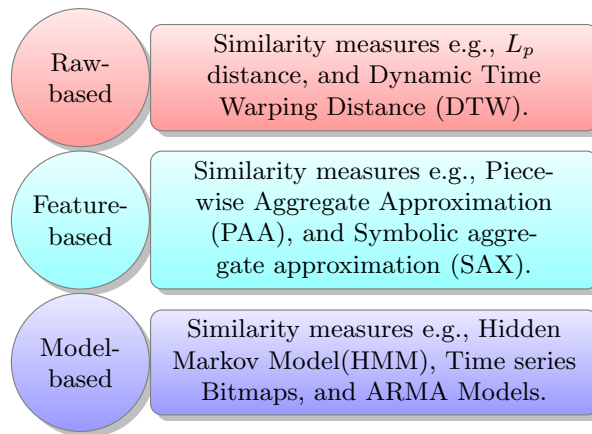 Raw-
based
Similarity measures e.g., Lp
distance, and Dynamic Time
Warping Distance (DTW).
Feature-
based
Similarity measures e.g., Piece-
wise Aggregate Approximation
(PAA), and Symbolic aggre-
gate approximation (SAX).
Model-
based
Similarity measures e.g., Hidden
Markov Model(HMM), Time series
Bitmaps, and ARMA Models.